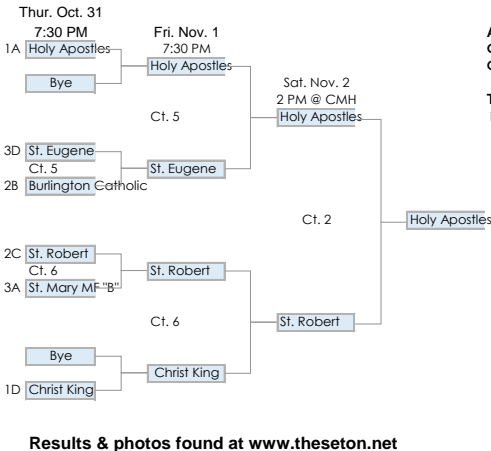 Thur. Oct. 31
7:30 PM
Fri. Nov. 1
7:30 PM
1A Holy Apostles
Holy Apostles
Bye
Sat. Nov. 2
2 PM @ CMH
Ct. 5
Holy Apostles
3D St. Eugene
Ct. 5
St. Eugene
2B Burlington Catholic
Ct. 2
Holy Apostles
2C St. Robert
Ct. 6
St. Robert
3A St. Mary MF "B"
Ct. 6
St. Robert
Bye
Christ King
1D Christ King
Results & photos found at www.theseton.net